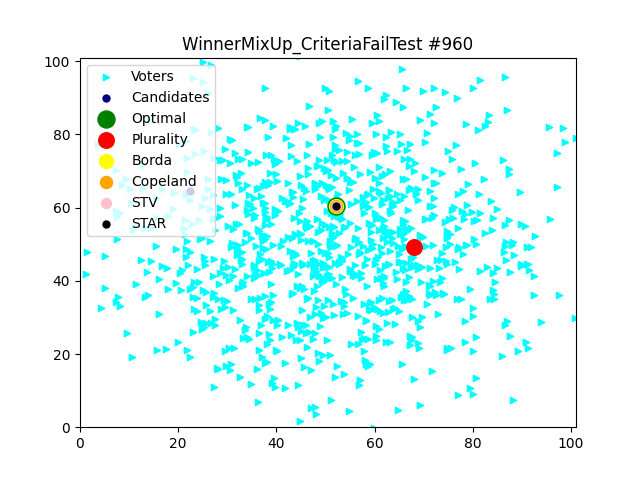 WinnerMixUp_CriteriaFailTest #960
100
80
60
40
20
0
Voters
Candidates
Optimal
Plurality
Borda
Copeland
STV
STAR
0 20 40 60 80 100